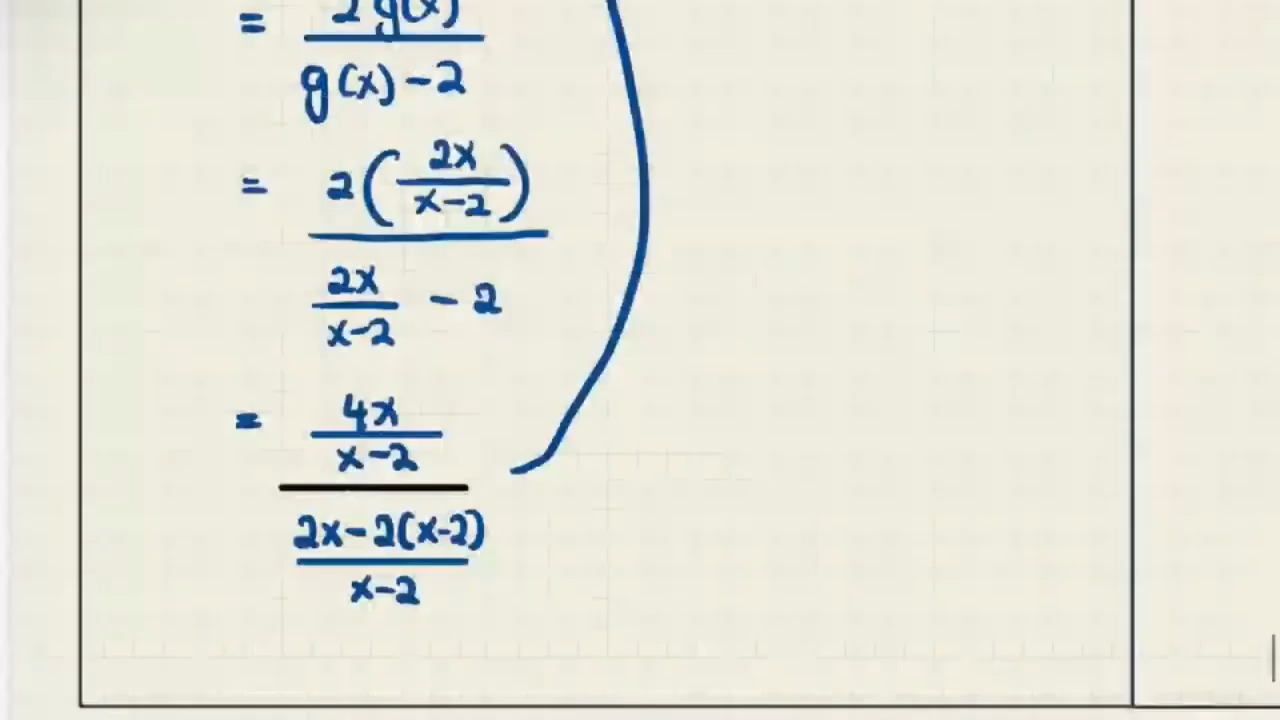 = 2g(x)
g(x) - 2
= 2 ( 2x / x-2 )
2x / x-2 - 2
= 4x / x-2
2x-2(x-2) / x-2